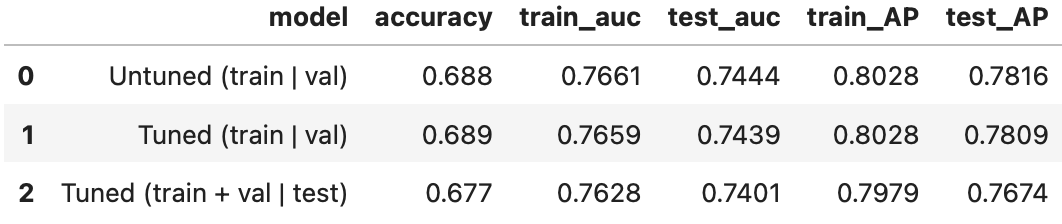 model accuracy train_auc test_auc train_AP test_AP
0 Untuned (train | val) 0.688 0.7661 0.7444 0.8028 0.7816
1 Tuned (train | val) 0.689 0.7659 0.7439 0.8028 0.7809
2 Tuned (train + val | test) 0.677 0.7628 0.7401 0.7979 0.7674